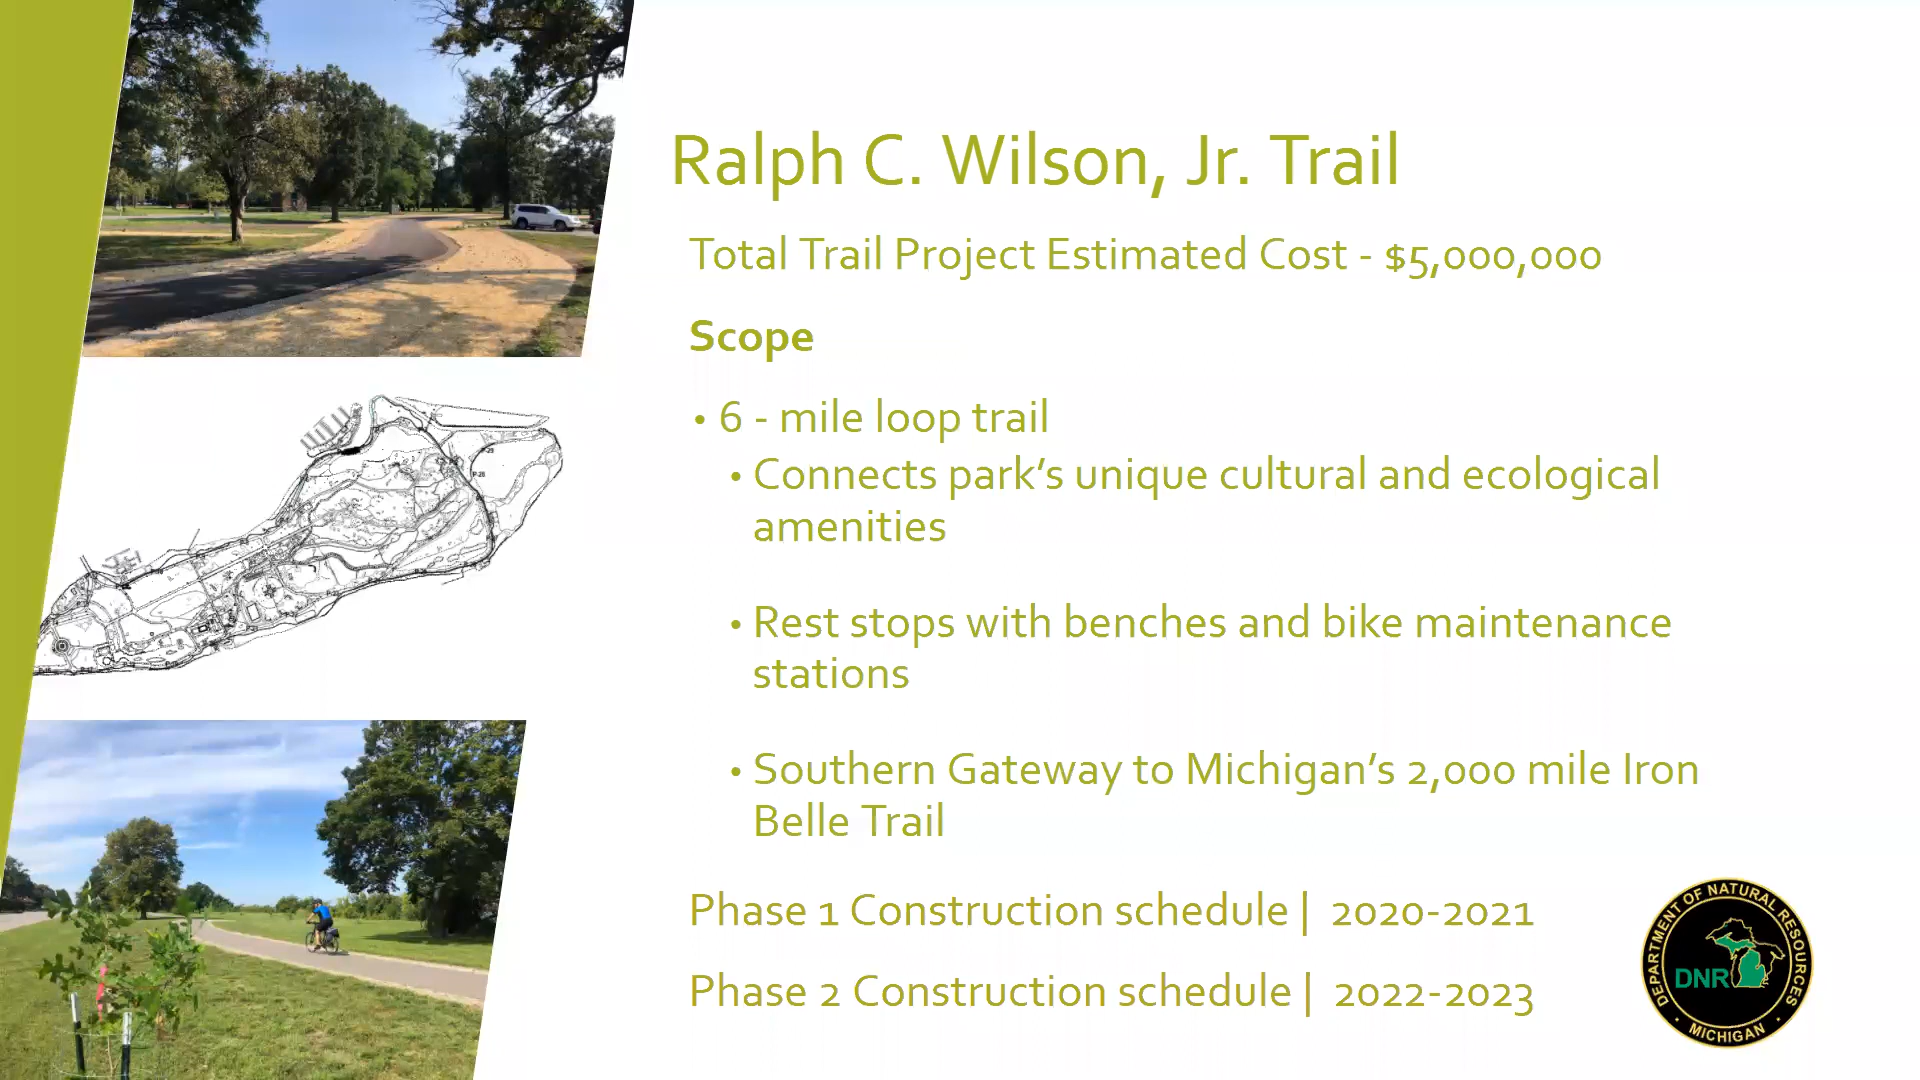 Ralph C. Wilson, Jr. Trail
Total Trail Project Estimated Cost - $5,000,000
Scope
• 6 - mile loop trail
• Connects park's unique cultural and ecological
amenities
• Rest stops with benches and bike maintenance
stations
• Southern Gateway to Michigan's 2,000 mile Iron
Belle Trail
Phase 1 Construction schedule | 2020-2021
Phase 2 Construction schedule | 2022-2023
DEPARTMENT OF NATURAL RESOURCES
DNR
• MICHIGAN •